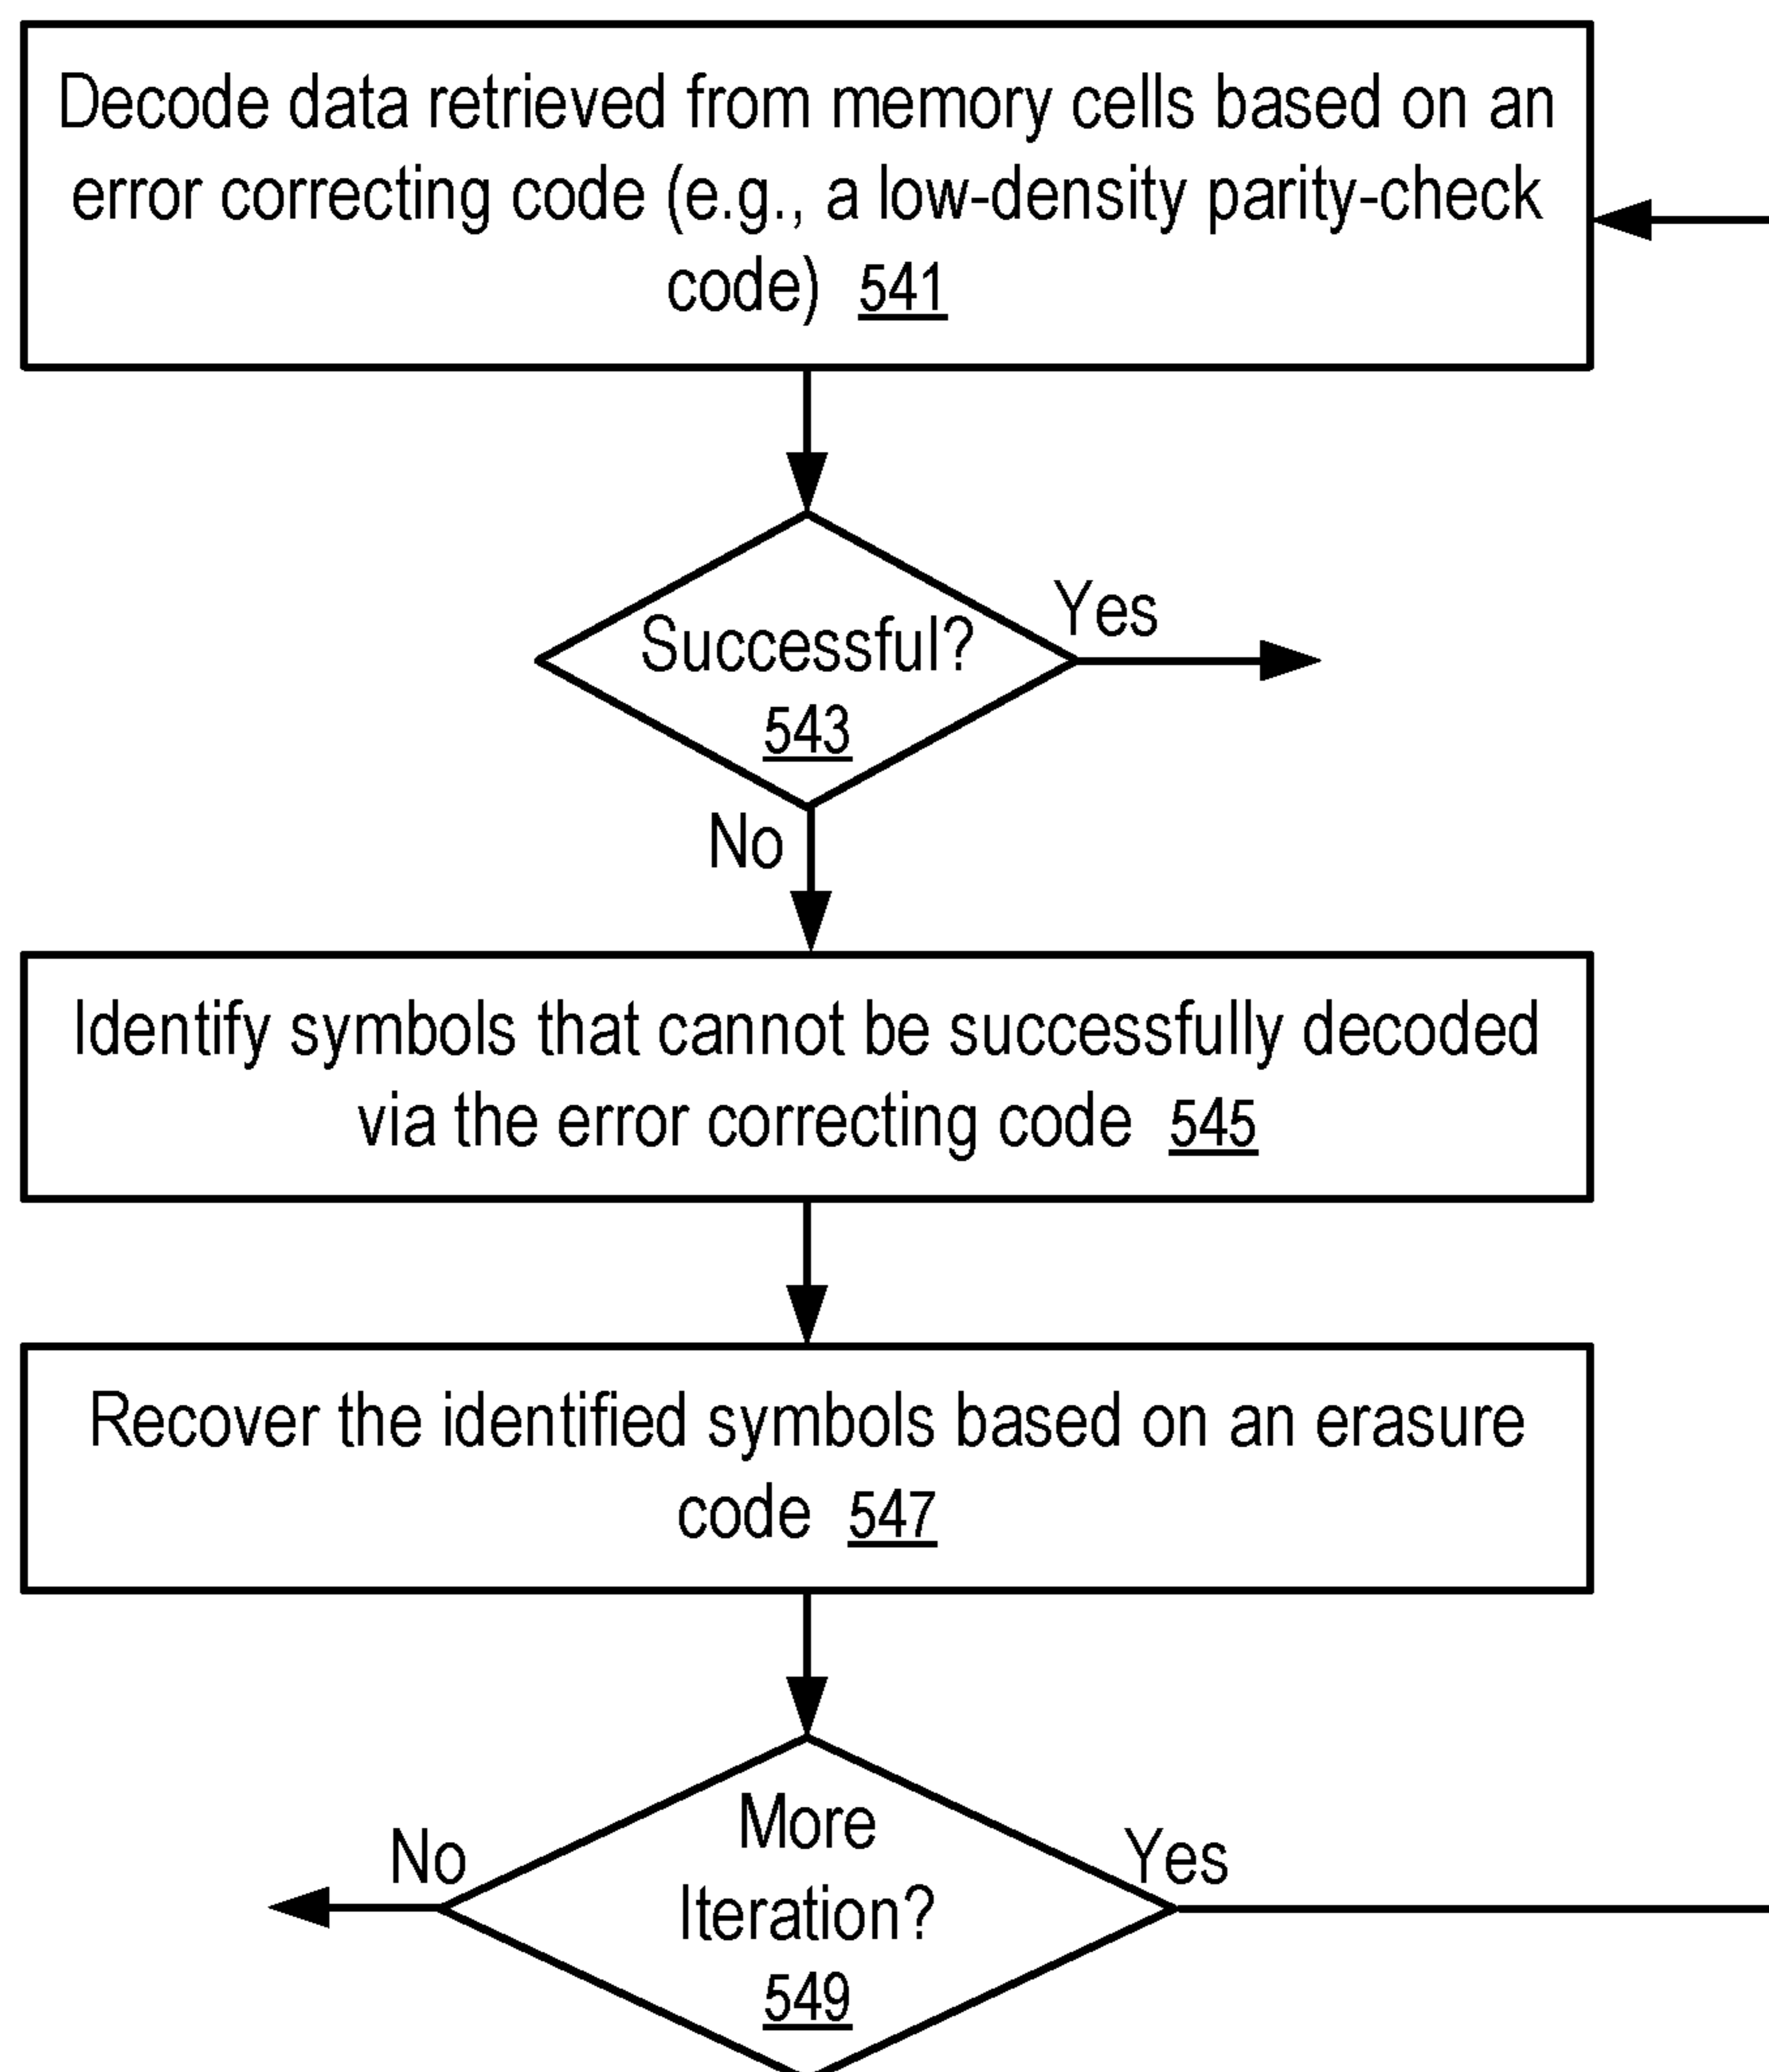 Decode data retrieved from memory cells based on an
error correcting code (e.g., a low-density parity-check
code) 541
Successful?
543
Yes
No
Identify symbols that cannot be successfully decoded
via the error correcting code 545
Recover the identified symbols based on an erasure
code 547
More
Iteration?
549
No
Yes